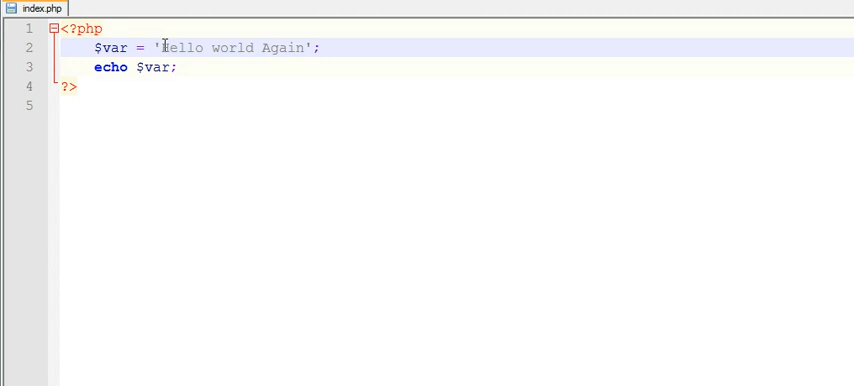 index.php
1 <?php
2 $var = 'Hello world Again';
3 echo $var;
4 ?>
5